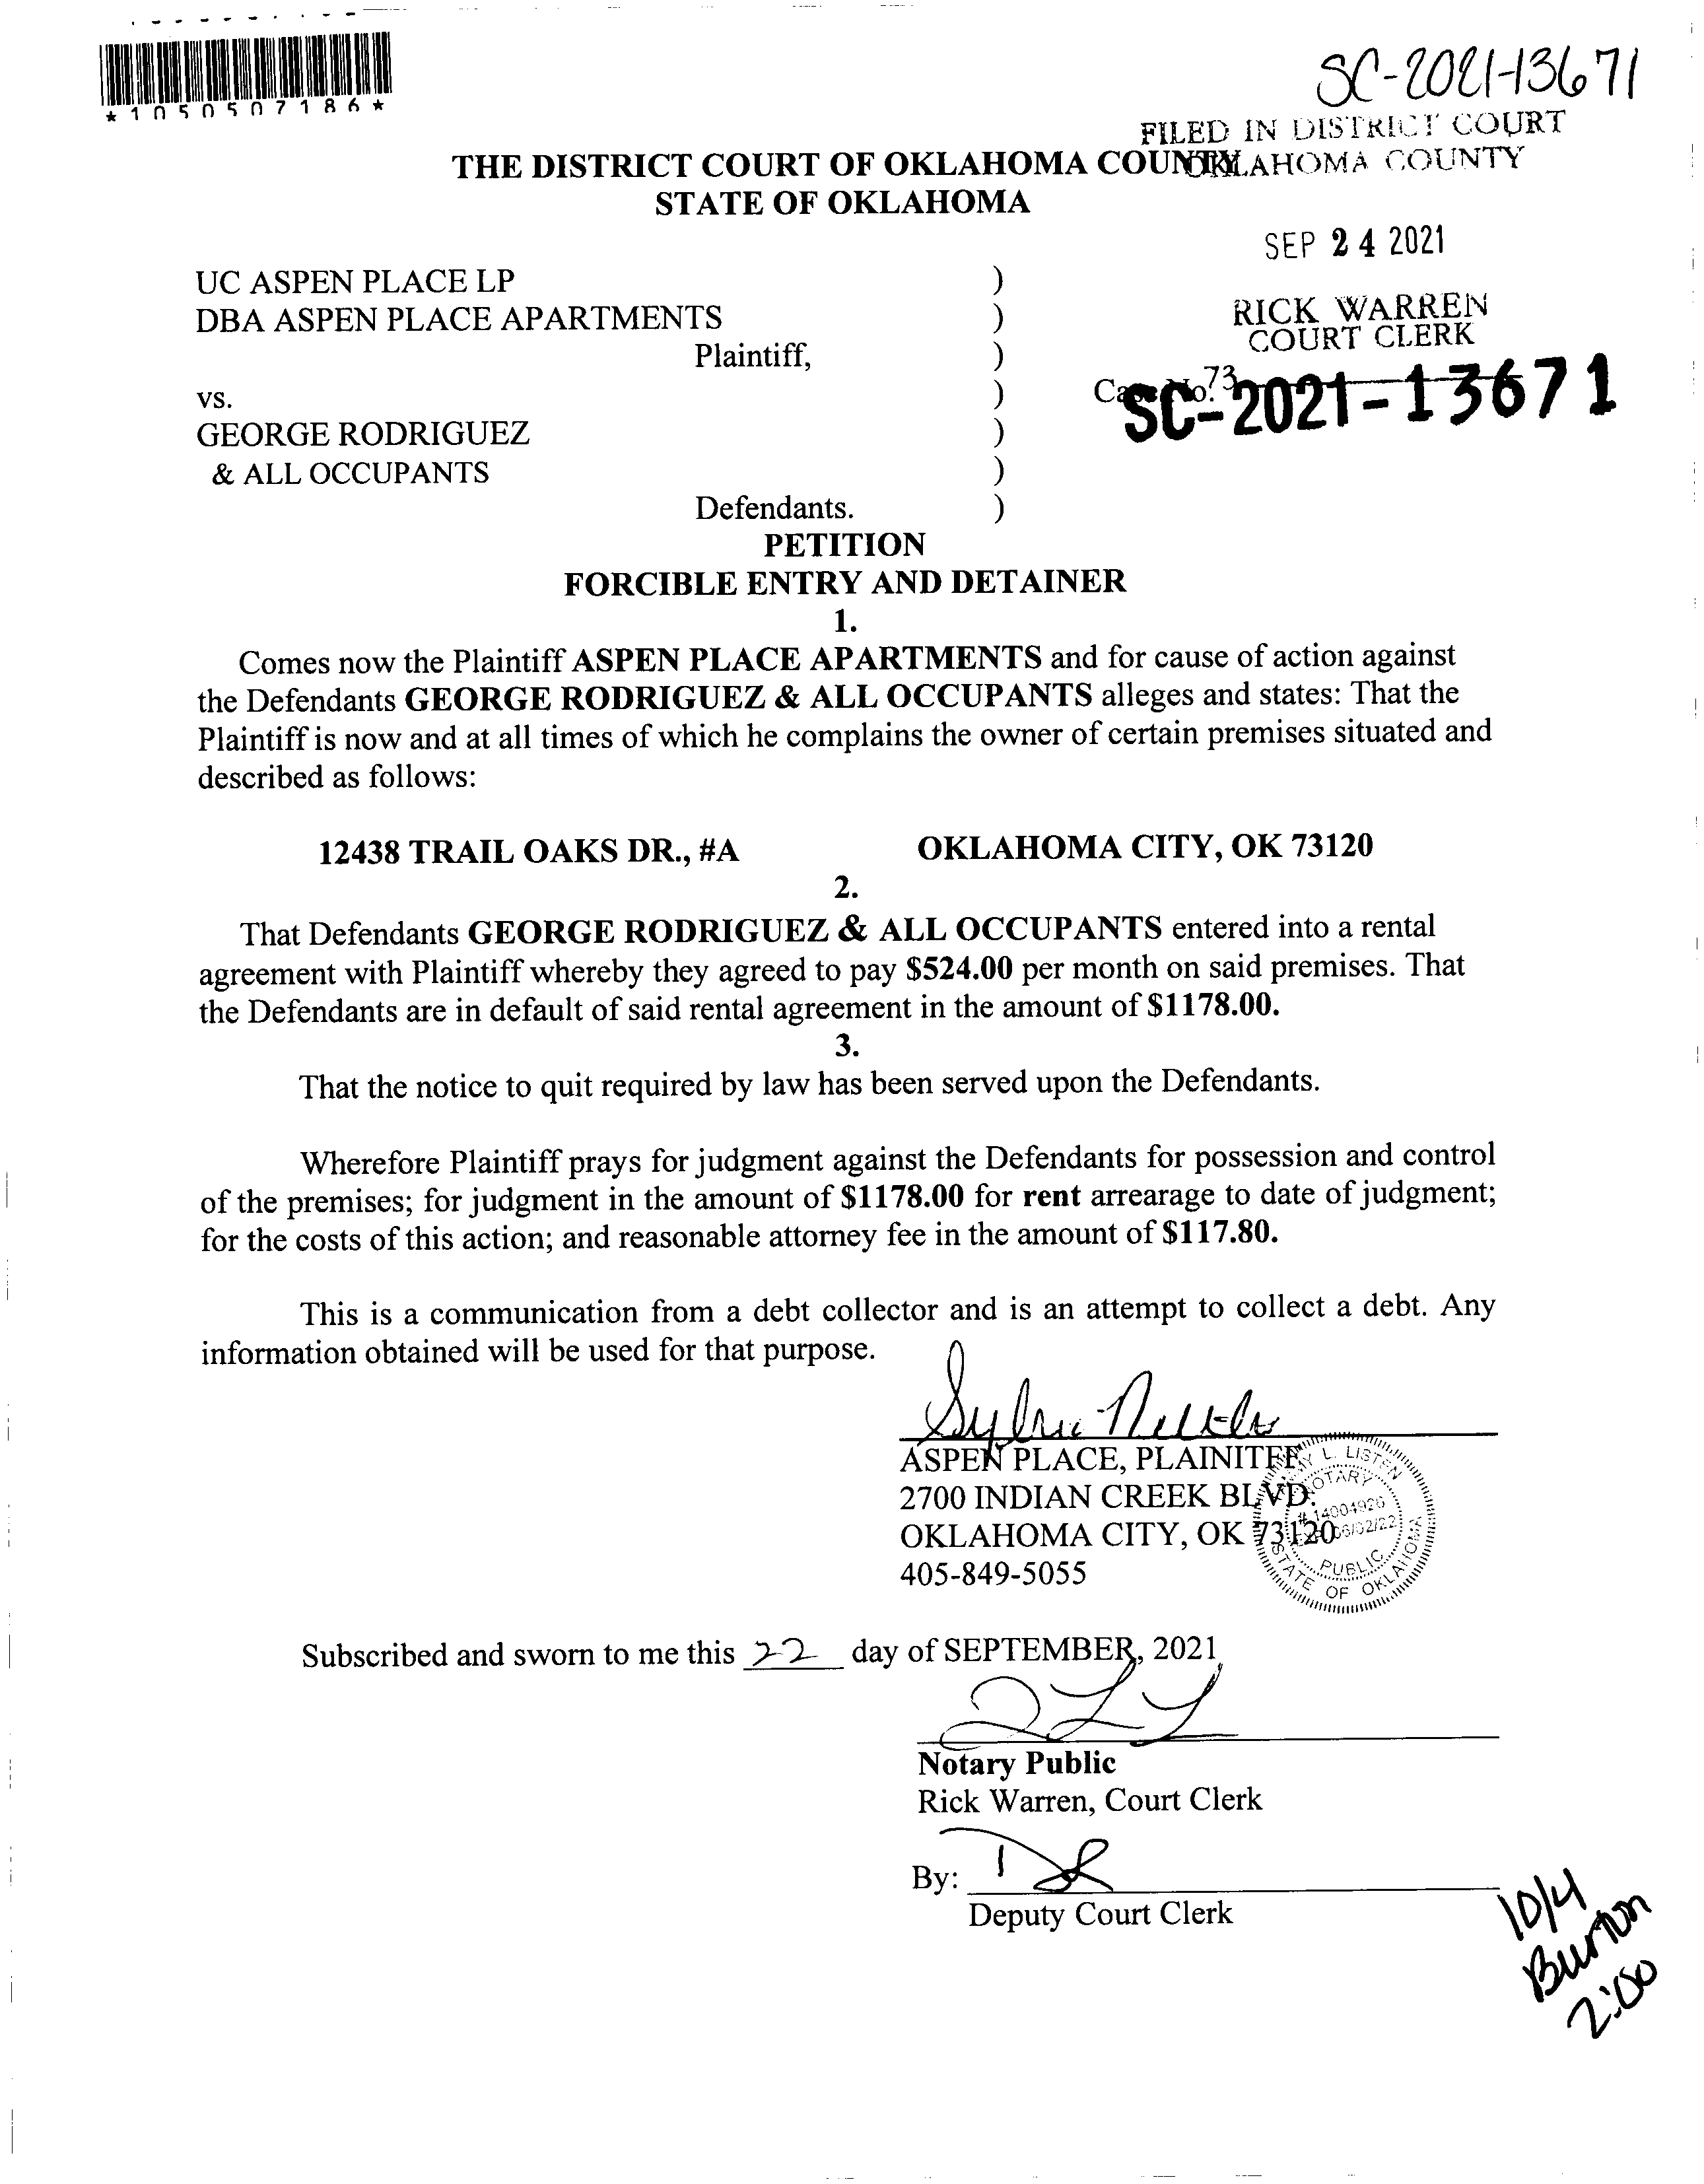 SC-2021-13671
*1050507186*
FILED IN DISTRICT COURT
OKLAHOMA COUNTY
THE DISTRICT COURT OF OKLAHOMA COUNTY
STATE OF OKLAHOMA
SEP 24 2021
UC ASPEN PLACE LP )
DBA ASPEN PLACE APARTMENTS )
RICK WARREN
COURT CLERK
Plaintiff, )
Case No. 73
SC-2021-13671
vs. )
GEORGE RODRIGUEZ )
& ALL OCCUPANTS )
Defendants. )
PETITION
FORCIBLE ENTRY AND DETAINER
1.
Comes now the Plaintiff ASPEN PLACE APARTMENTS and for cause of action against
the Defendants GEORGE RODRIGUEZ & ALL OCCUPANTS alleges and states: That the
Plaintiff is now and at all times of which he complains the owner of certain premises situated and
described as follows:
12438 TRAIL OAKS DR., #A OKLAHOMA CITY, OK 73120
2.
That Defendants GEORGE RODRIGUEZ & ALL OCCUPANTS entered into a rental
agreement with Plaintiff whereby they agreed to pay $524.00 per month on said premises. That
the Defendants are in default of said rental agreement in the amount of $1178.00.
3.
That the notice to quit required by law has been served upon the Defendants.
Wherefore Plaintiff prays for judgment against the Defendants for possession and control
of the premises; for judgment in the amount of $1178.00 for rent arrearage to date of judgment;
for the costs of this action; and reasonable attorney fee in the amount of $117.80.
This is a communication from a debt collector and is an attempt to collect a debt. Any
information obtained will be used for that purpose.
ASPEN PLACE, PLAINITFF
2700 INDIAN CREEK BLVD.
OKLAHOMA CITY, OK 73120
405-849-5055
L. LISTEN
NOTARY
# 14004926
EXP. 06/02/22
PUBLIC
STATE OF OKLAHOMA
Subscribed and sworn to me this 22 day of SEPTEMBER, 2021
Notary Public
Rick Warren, Court Clerk
By:
Deputy Court Clerk
10/4
Burton
2:00